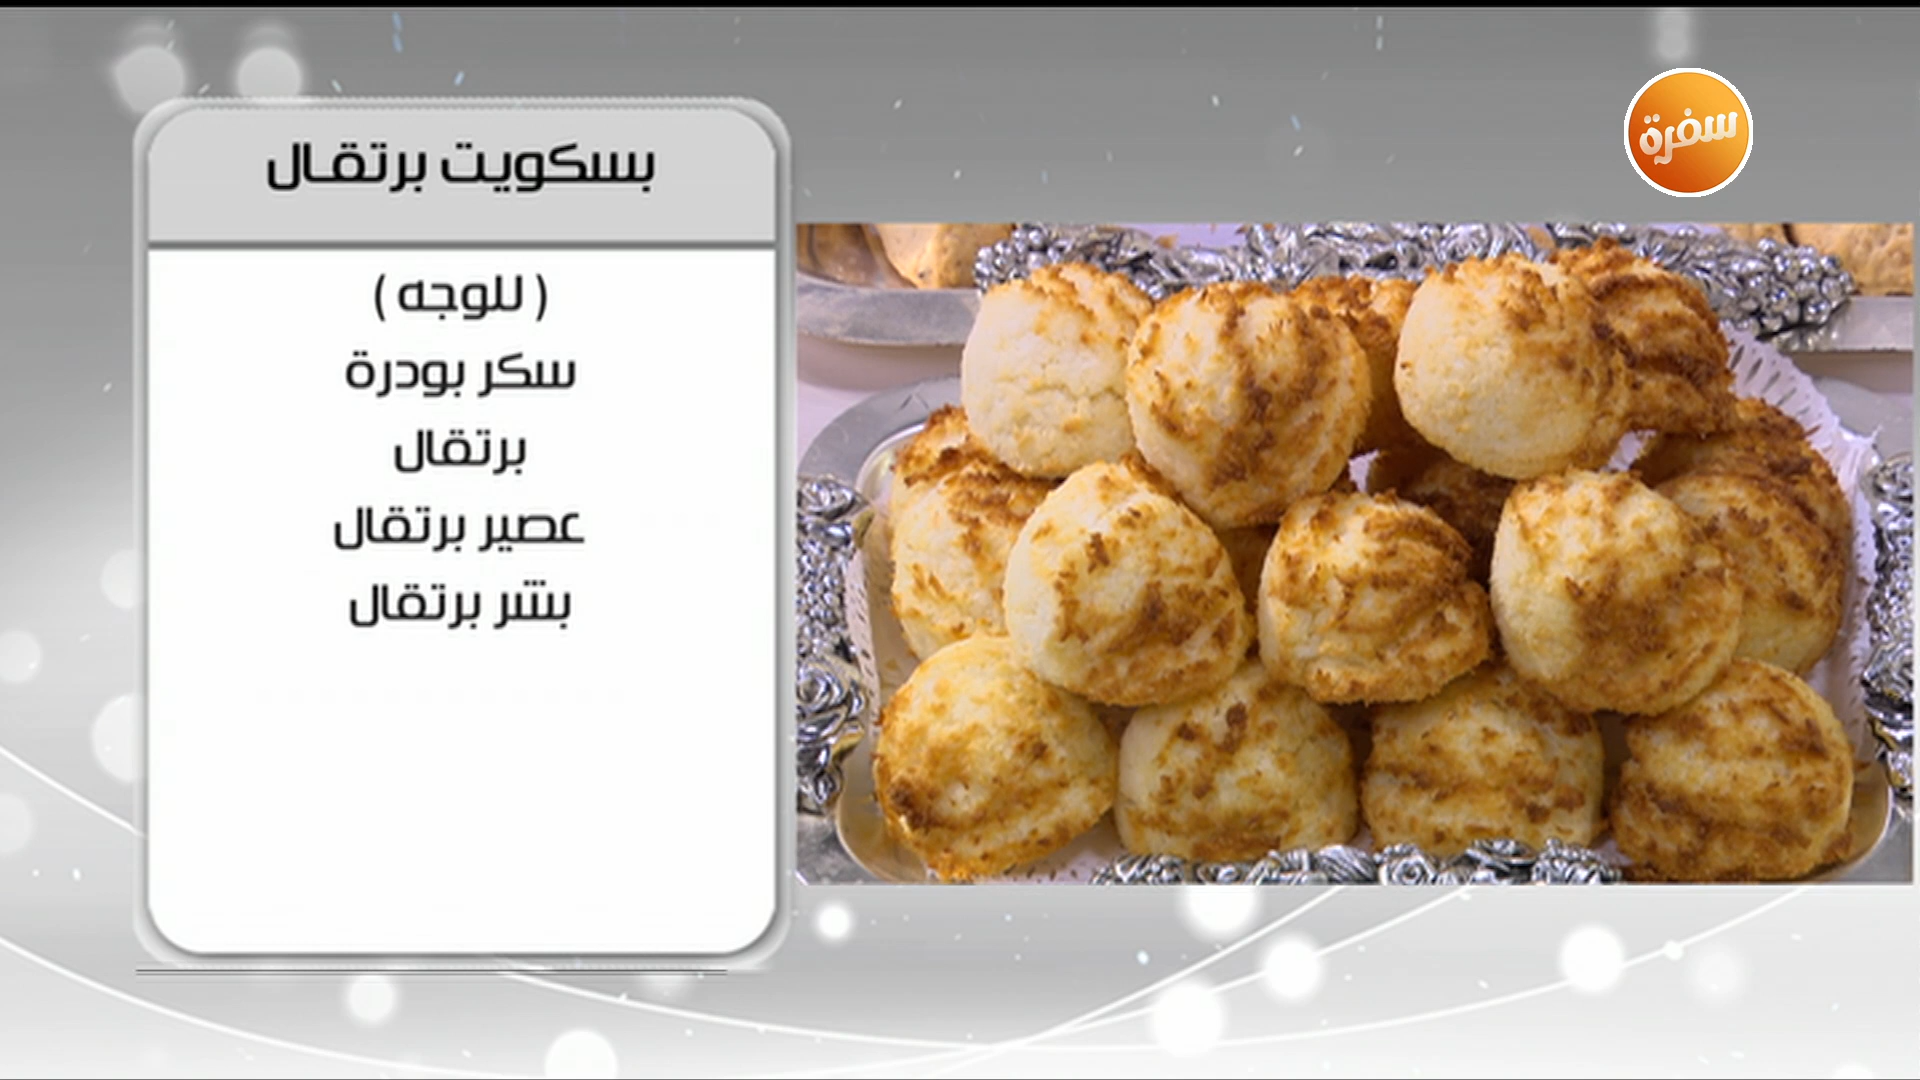 سفرة
بسكويت برتقال
( للوجه )
سكر بودرة
برتقال
عصير برتقال
بشر برتقال